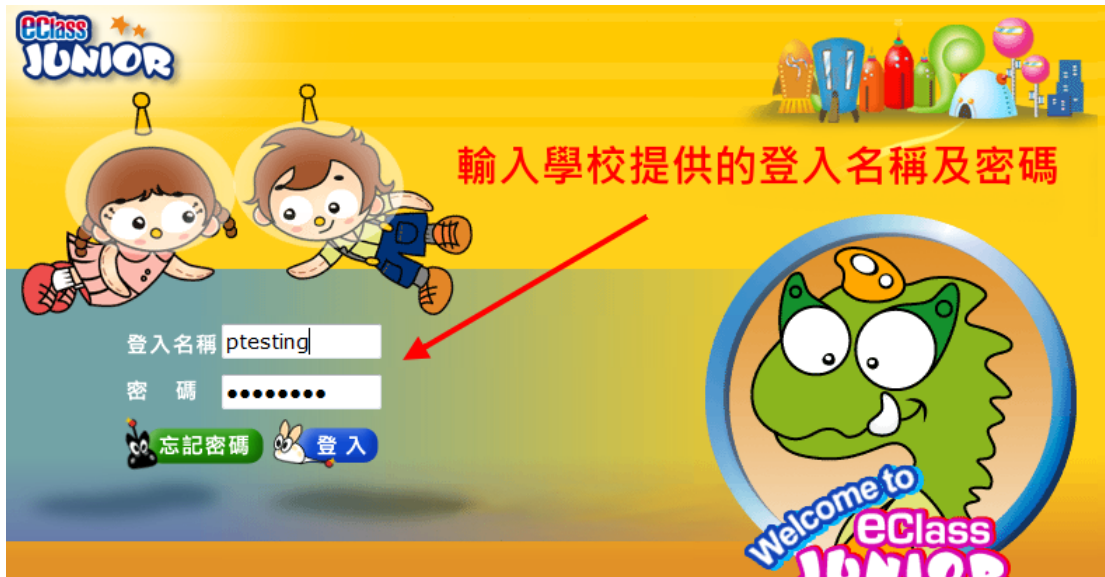 eClass
JUNIOR
輸入學校提供的登入名稱及密碼
登入名稱 ptesting
密 碼 ••••••••
忘記密碼 登入
Welcome to
eClass
JUNIOR